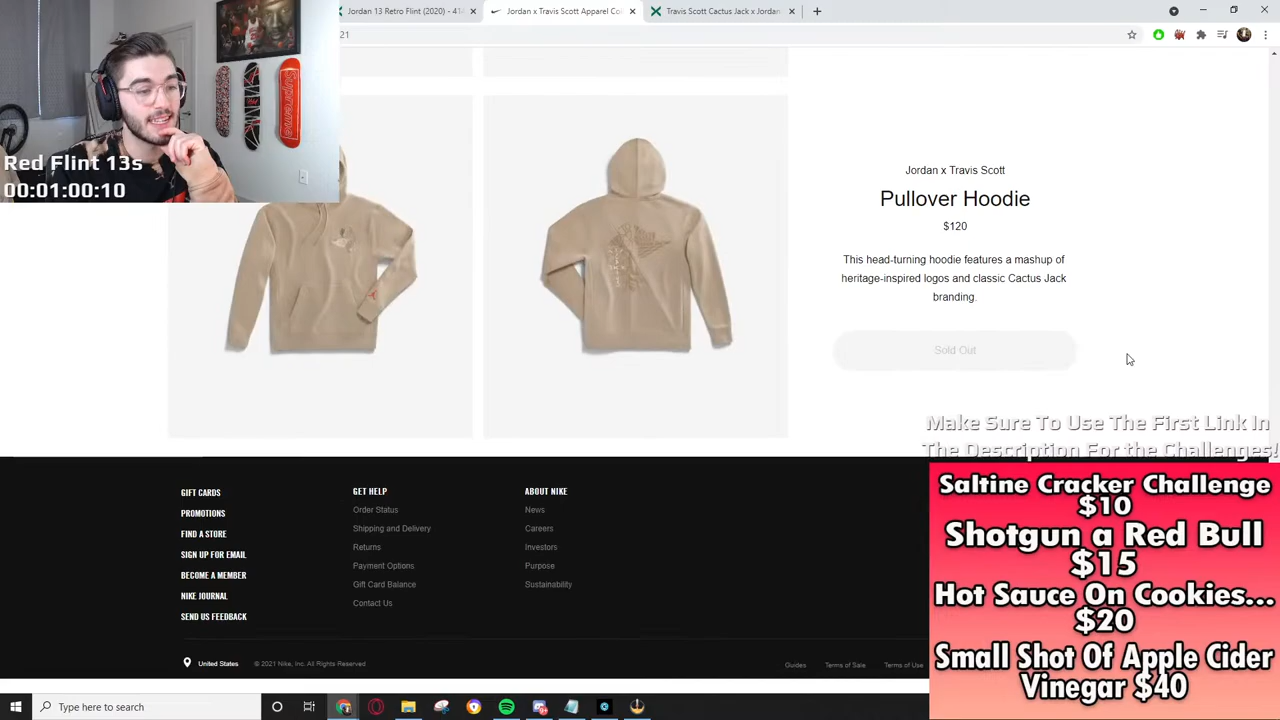 Jordan 13 Retro Flint (2020) - 41
Jordan x Travis Scott Apparel Co
Travis Scott Cactus Jack x Jordan
21
Supreme
Red Flint 13s
00:01:00:10
Jordan x Travis Scott
Pullover Hoodie
$120
This head-turning hoodie features a mashup of
heritage-inspired logos and classic Cactus Jack
branding.
Sold Out
Make Sure To Use The First Link In
The Description For the Challenges!
Saltine Cracker Challenge
$10
Shotgun a Red Bull
$15
Hot Sauce On Cookies...
$20
Small Shot Of Apple Cider
Vinegar $40
GIFT CARDS
PROMOTIONS
FIND A STORE
SIGN UP FOR EMAIL
BECOME A MEMBER
NIKE JOURNAL
SEND US FEEDBACK
GET HELP
Order Status
Shipping and Delivery
Returns
Payment Options
Gift Card Balance
Contact Us
ABOUT NIKE
News
Careers
Investors
Purpose
Sustainability
United States
© 2021 Nike, Inc. All Rights Reserved
Guides
Terms of Sale
Terms of Use
Type here to search